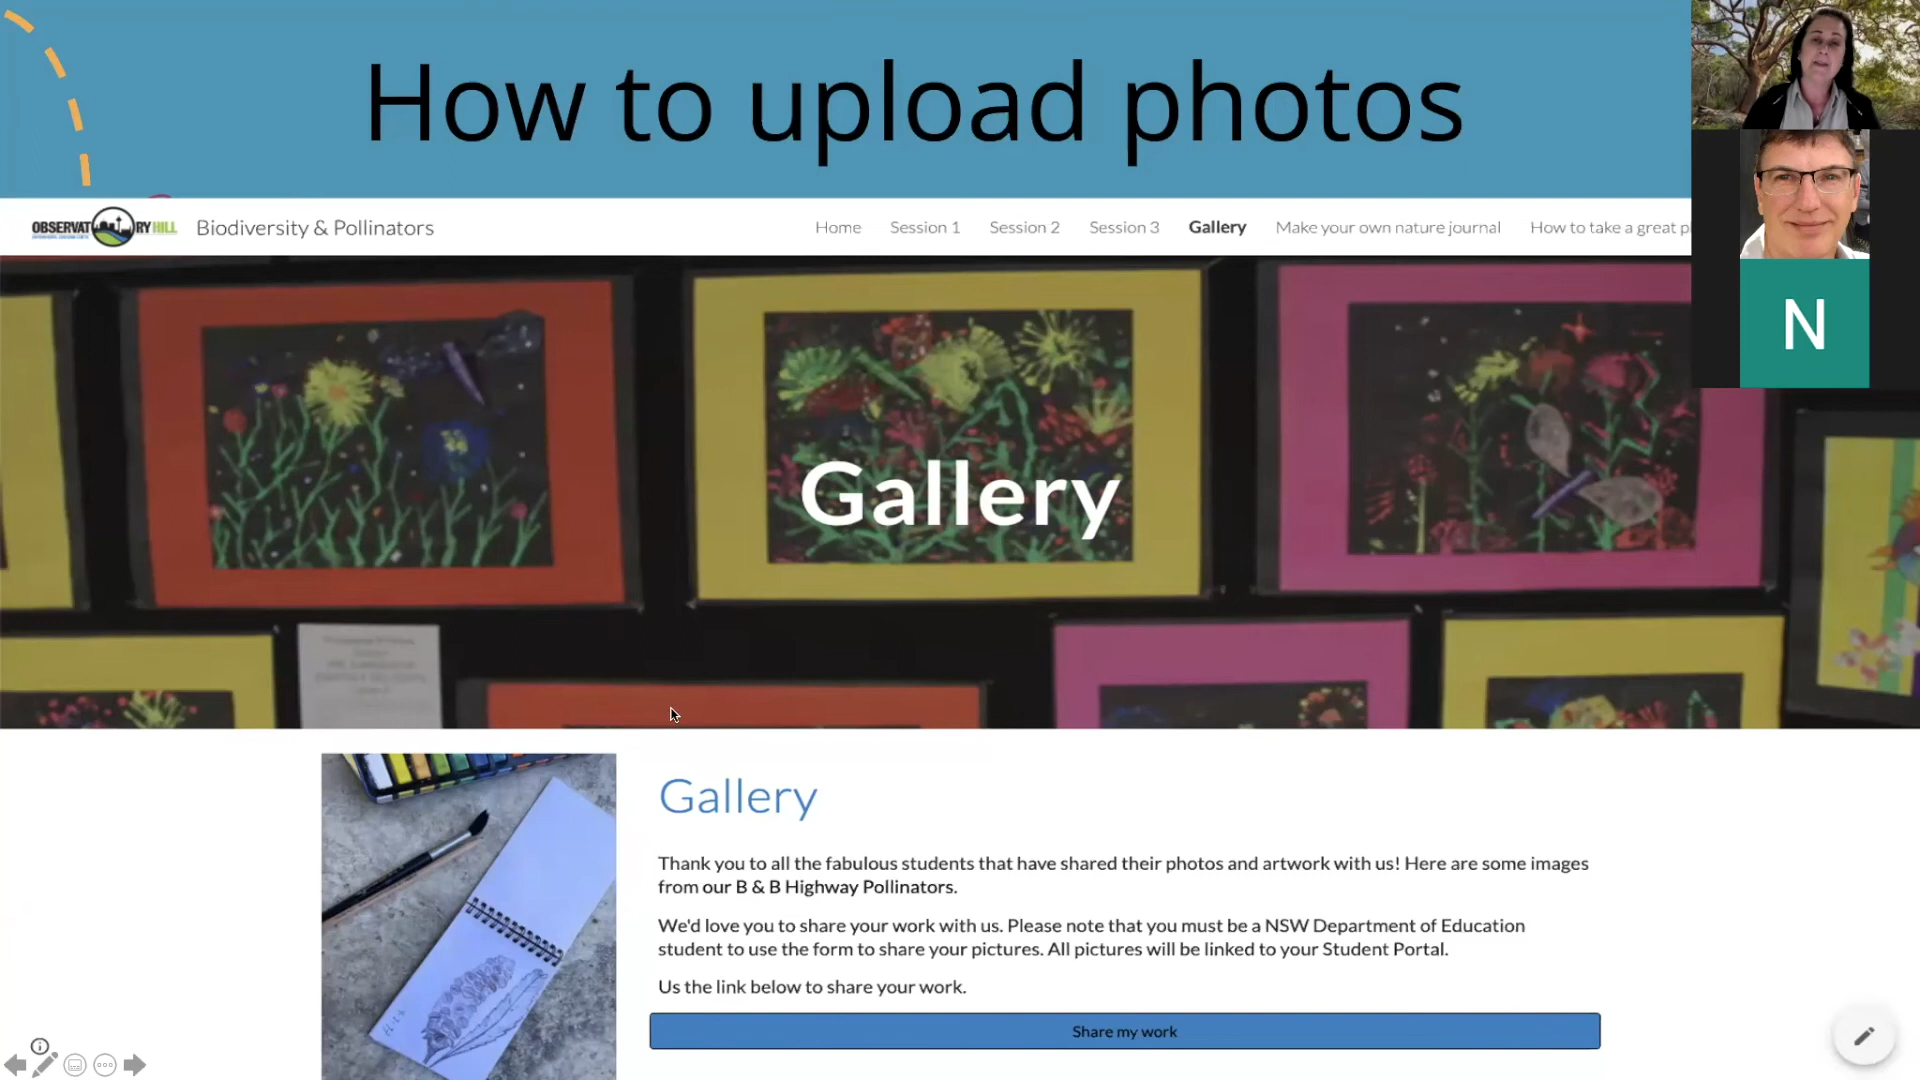 How to upload photos
OBSERVATORY HILL
Biodiversity & Pollinators
Home Session 1 Session 2 Session 3 Gallery Make your own nature journal How to take a great
N
Gallery
Gallery
Thank you to all the fabulous students that have shared their photos and artwork with us! Here are some images
from our B & B Highway Pollinators.
We'd love you to share your work with us. Please note that you must be a NSW Department of Education
student to use the form to share your pictures. All pictures will be linked to your Student Portal.
Us the link below to share your work.
Share my work